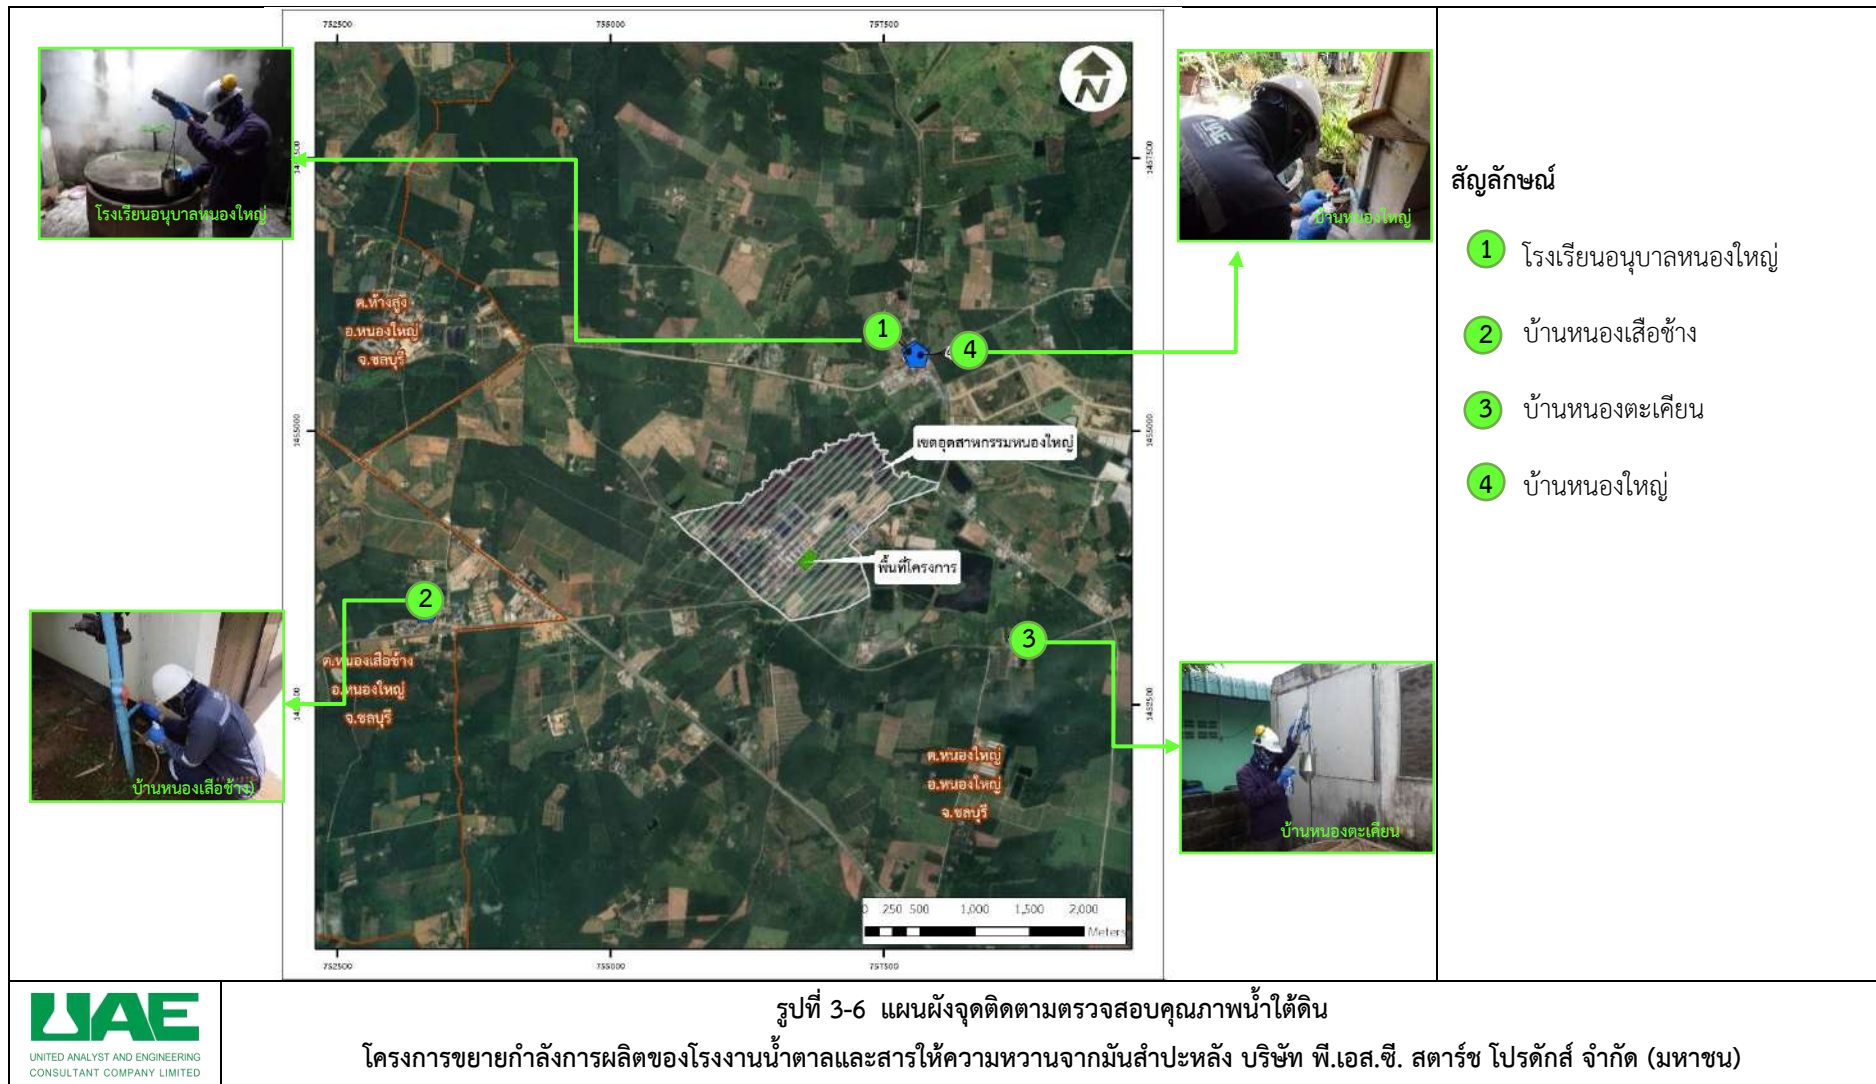 752500
755000
757500
N
โรงเรียนอนุบาลหนองใหญ่
UAE
บ้านหนองใหญ่
1457500
สัญลักษณ์
1 โรงเรียนอนุบาลหนองใหญ่
2 บ้านหนองเสือช้าง
3 บ้านหนองตะเคียน
4 บ้านหนองใหญ่
ต.ห้างสูง
อ.หนองใหญ่
จ.ชลบุรี
1
4
1455000
1455000
เขตอุตสาหกรรมหนองใหญ่
พื้นที่โครงการ
2
3
ต.หนองเสือช้าง
อ.หนองใหญ่
จ.ชลบุรี
1452500
บ้านหนองเสือช้าง
ต.หนองใหญ่
อ.หนองใหญ่
จ.ชลบุรี
บ้านหนองตะเคียน
0 250 500 1,000 1,500 2,000
Meters
752500
755000
757500
UAE
UNITED ANALYST AND ENGINEERING
CONSULTANT COMPANY LIMITED
รูปที่ 3-6 แผนผังจุดติดตามตรวจสอบคุณภาพน้ำใต้ดิน
โครงการขยายกำลังการผลิตของโรงงานน้ำตาลและสารให้ความหวานจากมันสำปะหลัง บริษัท พี.เอส.ซี. สตาร์ช โปรดักส์ จำกัด (มหาชน)